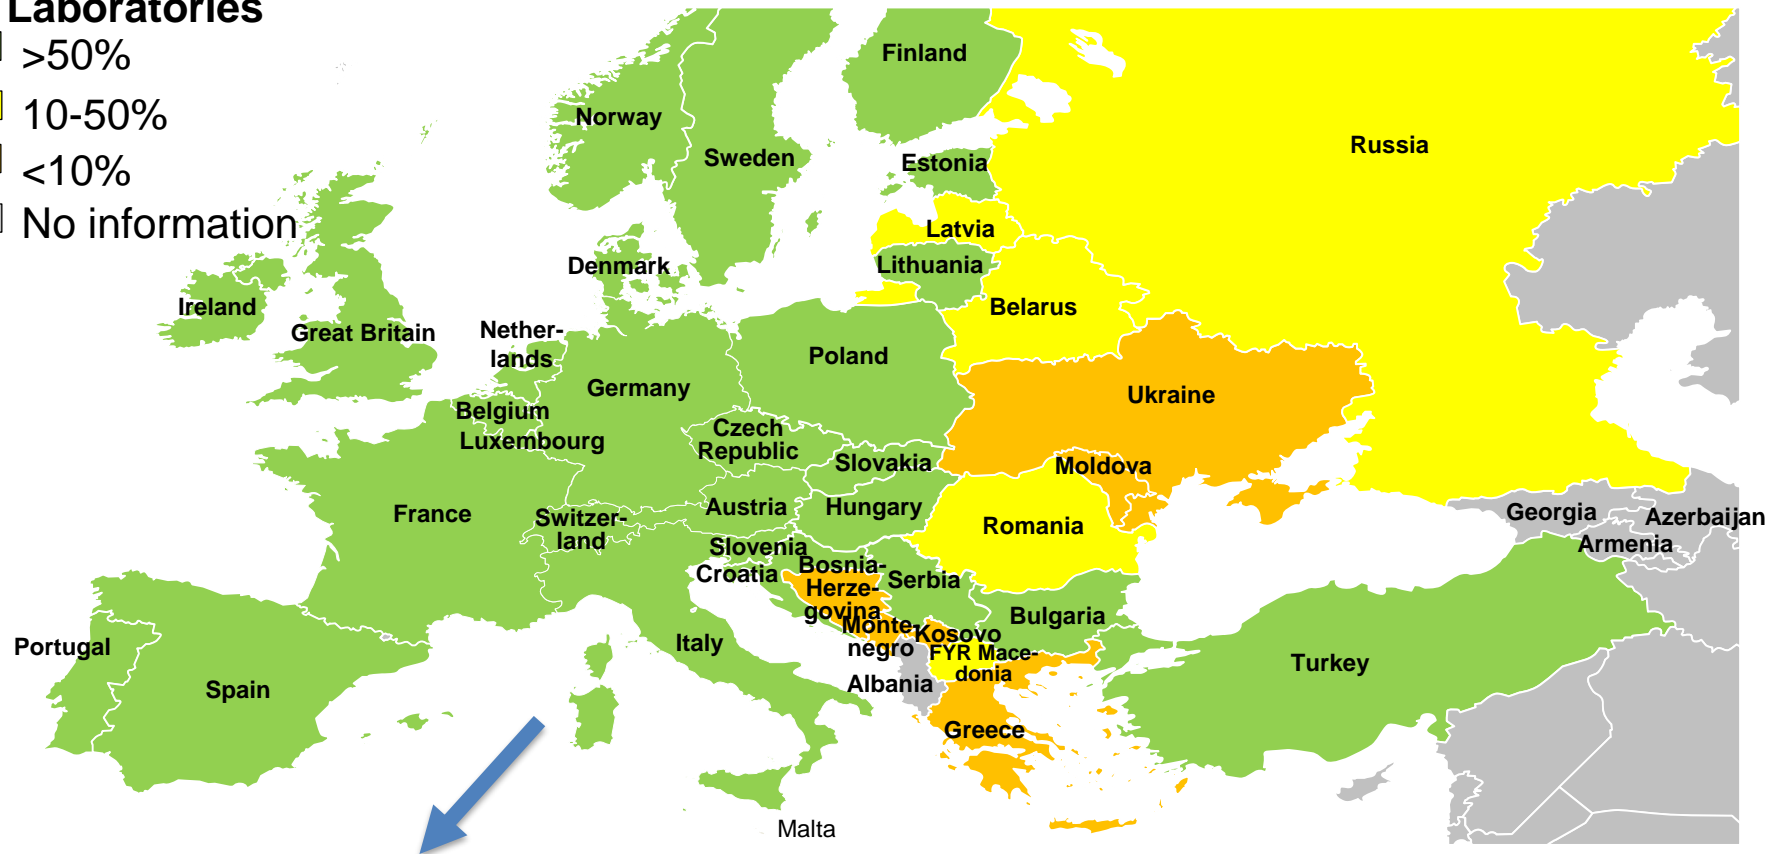 Laboratories
>50%
10-50%
<10%
No information
Finland
Norway
Sweden
Russia
Estonia
Latvia
Denmark
Lithuania
Ireland
Great Britain
Nether-
lands
Belarus
Poland
Germany
Ukraine
Belgium
Luxembourg
Czech
Republic
Slovakia
Moldova
France
Switzer-
land
Austria
Hungary
Romania
Georgia
Azerbaijan
Armenia
Slovenia
Croatia
Bosnia-
Herze-
govina
Serbia
Bulgaria
Monte-
negro
Kosovo
FYR Mace-
donia
Portugal
Spain
Italy
Albania
Turkey
Greece
Malta